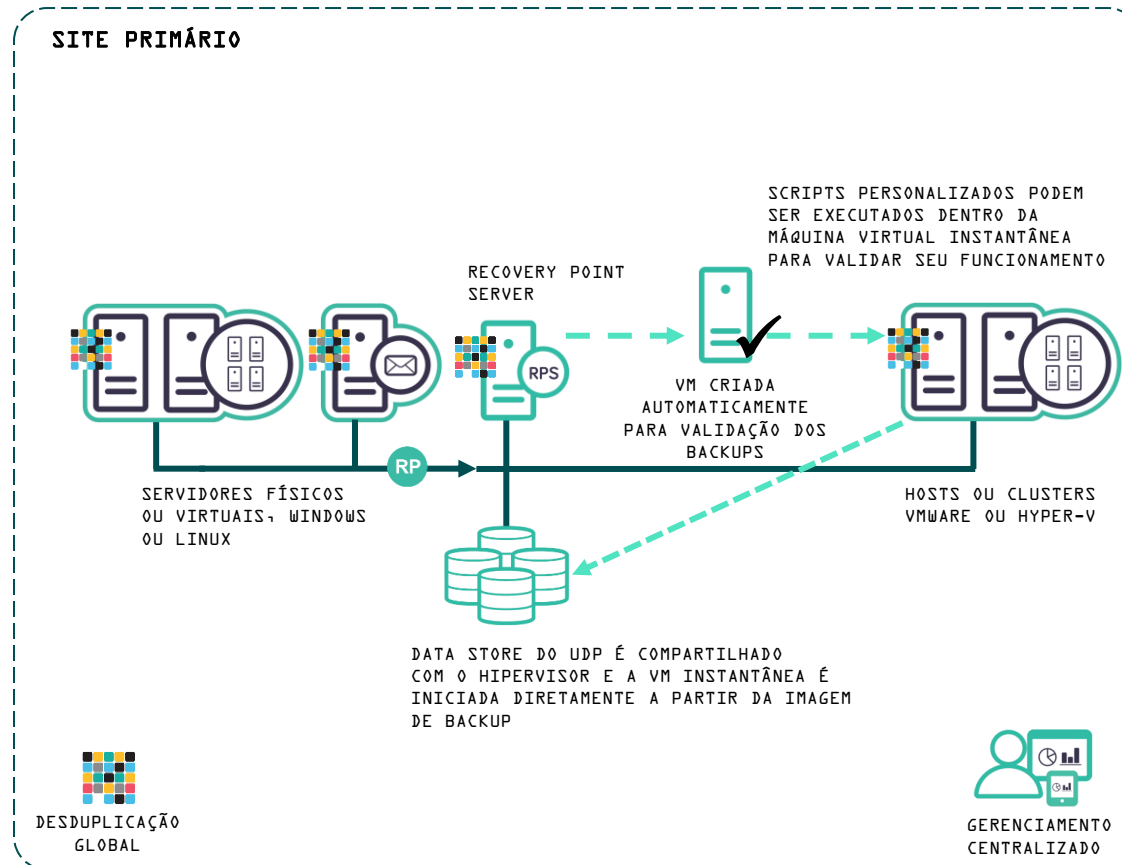 SITE PRIMÁRIO
SCRIPTS PERSONALIZADOS PODEM
SER EXECUTADOS DENTRO DA
MÁQUINA VIRTUAL INSTANTÂNEA
PARA VALIDAR SEU FUNCIONAMENTO
RECOVERY POINT
SERVER
RPS
VM CRIADA
AUTOMATICAMENTE
PARA VALIDAÇÃO DOS
BACKUPS
RP
SERVIDORES FÍSICOS
OU VIRTUAIS, WINDOWS
OU LINUX
HOSTS OU CLUSTERS
VMWARE OU HYPER-V
DATA STORE DO UDP É COMPARTILHADO
COM O HIPERVISOR E A VM INSTANTÂNEA É
INICIADA DIRETAMENTE A PARTIR DA IMAGEM
DE BACKUP
DESDUPLICAÇÃO
GLOBAL
GERENCIAMENTO
CENTRALIZADO